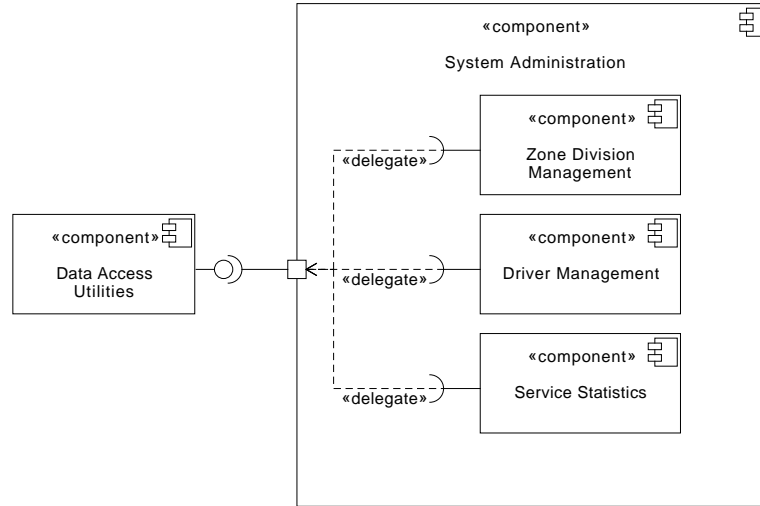 «component»
System Administration
«component»
Zone Division
Management
«delegate»
«component»
Data Access
Utilities
«component»
Driver Management
«delegate»
«component»
Service Statistics
«delegate»